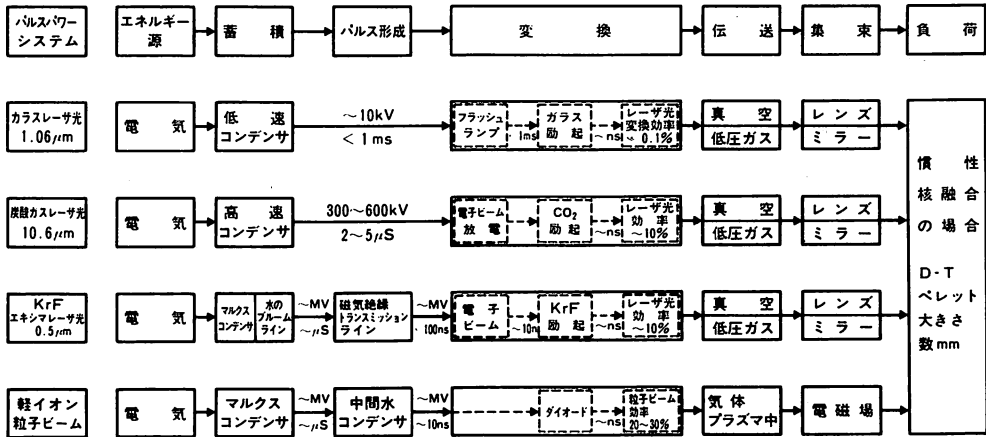 パルスパワー
システム
エネルギー
源
蓄積
パルス形成
変換
伝送
集束
負荷
ガラスレーザ光
1.06μm
電気
低速
コンデンサ
~10kV
< 1ms
フラッシュ
ランプ
1ms
ガラス
励起
~ns
レーザ光
変換効率
~0.1%
真空
低圧ガス
レンズ
ミラー
炭酸ガスレーザ光
10.6μm
電気
高速
コンデンサ
300~600kV
2~5μS
電子ビーム
放電
CO₂
励起
~ns
レーザ光
効率
~10%
真空
低圧ガス
レンズ
ミラー
KrF
エキシマレーザ光
0.5μm
電気
マルクス
コンデンサ
水の
ブルーム
ライン
~MV
~μS
磁気絶縁
トランスミッション
ライン
~MV
100ns
電子
ビーム
~10n
KrF
励起
~ns
レーザ光
効率
~10%
真空
低圧ガス
レンズ
ミラー
軽イオン
粒子ビーム
電気
マルクス
コンデンサ
~MV
~μS
中間水
コンデンサ
~MV
~10ns
ダイオード
~ns
粒子ビーム
効率
20~30%
気体
プラズマ中
電磁場
慣性
核融合
の場合
D-T
ペレット
大きさ
数mm